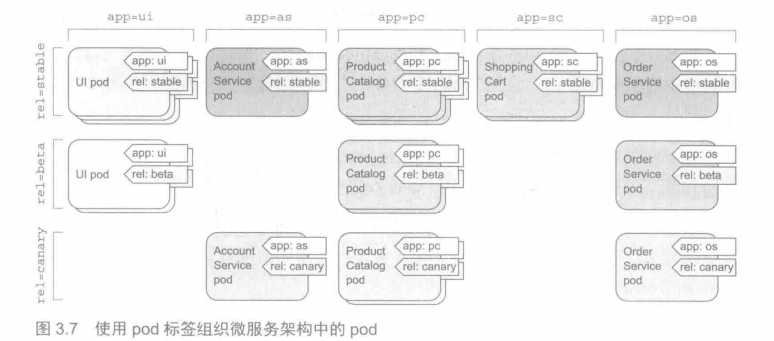 app=ui app=as app=pc app=sc app=os
rel=stable
UI pod
app: ui
rel: stable
Account
Service
pod
app: as
rel: stable
Product
Catalog
pod
app: pc
rel: stable
Shopping
Cart
pod
app: sc
rel: stable
Order
Service
pod
app: os
rel: stable
rel=beta
UI pod
app: ui
rel: beta
Product
Catalog
pod
app: pc
rel: beta
Order
Service
pod
app: os
rel: beta
rel=canary
Account
Service
pod
app: as
rel: canary
Product
Catalog
pod
app: pc
rel: canary
Order
Service
pod
app: os
rel: canary
图 3.7 使用 pod 标签组织微服务架构中的 pod